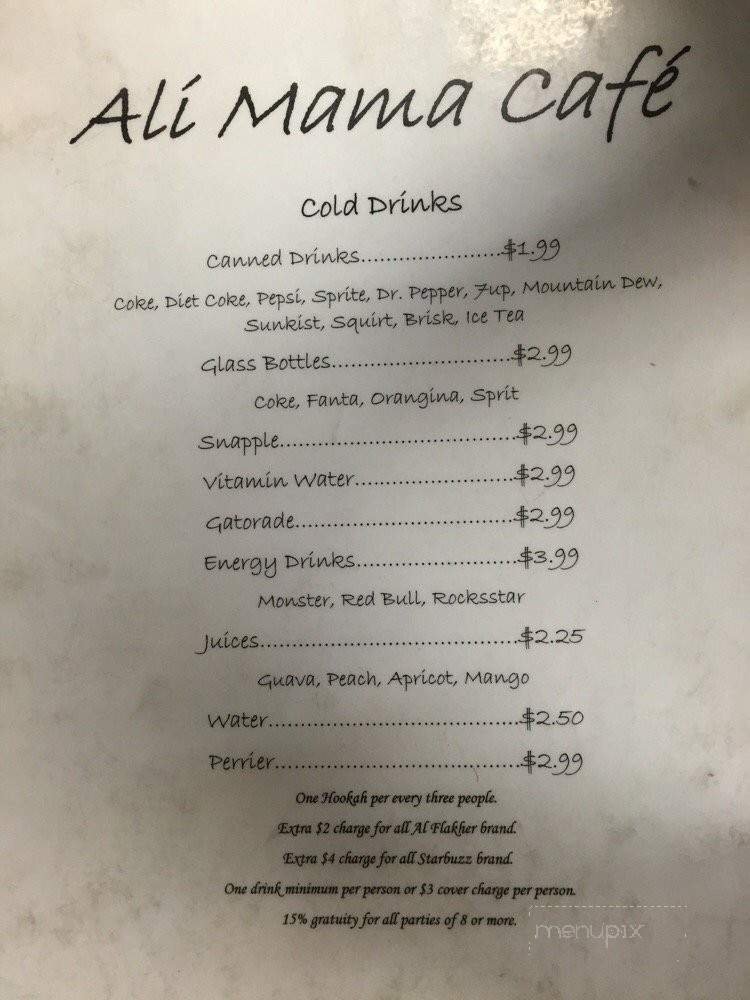 Ali Mama Café
Cold Drinks
Canned Drinks......................$1.99
Coke, Diet Coke, Pepsi, Sprite, Dr. Pepper, 7up, Mountain Dew,
Sunkist, Squirt, Brisk, Ice Tea
Glass Bottles............................$2.99
Coke, Fanta, Orangina, Sprit
Snapple.....................................$2.99
Vitamin Water.........................$2.99
Gatorade..................................$2.99
Energy Drinks.........................$3.99
Monster, Red Bull, Rocksstar
Juices........................................$2.25
Guava, Peach, Apricot, Mango
Water.......................................$2.50
Perrier......................................$2.99
One Hookah per every three people.
Extra $2 charge for all Al Flakher brand.
Extra $4 charge for all Starbuzz brand.
One drink minimum per person or $3 cover charge per person.
15% gratuity for all parties of 8 or more.
menupix